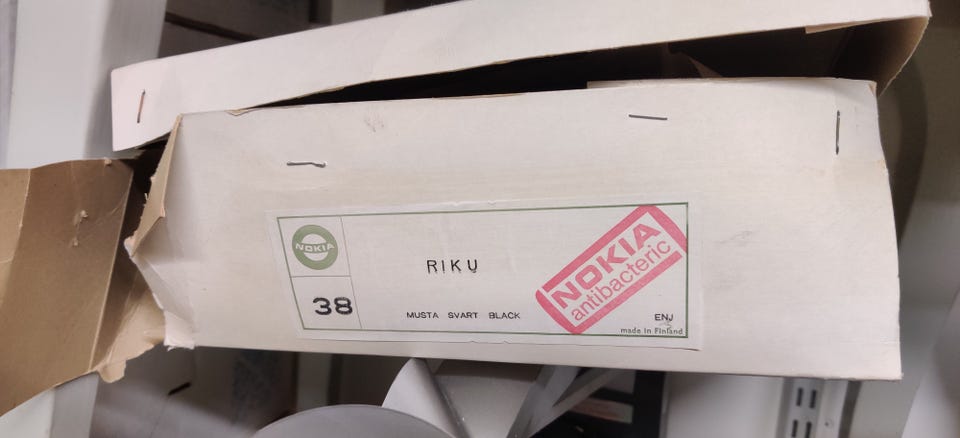 NOKIA
RIKU
NOKIA
antibacteric
38
MUSTA SVART BLACK
ENJ
made in Finland